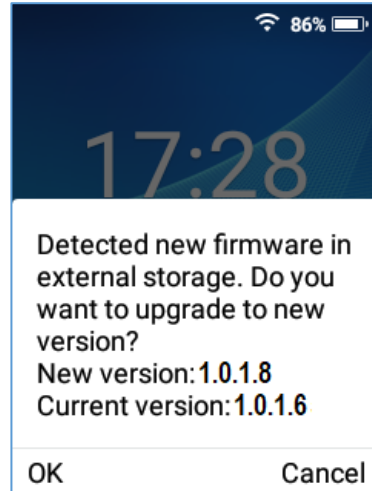 86%
17:28
Detected new firmware in
external storage. Do you
want to upgrade to new
version?
New version:1.0.1.8
Current version:1.0.1.6
OK Cancel